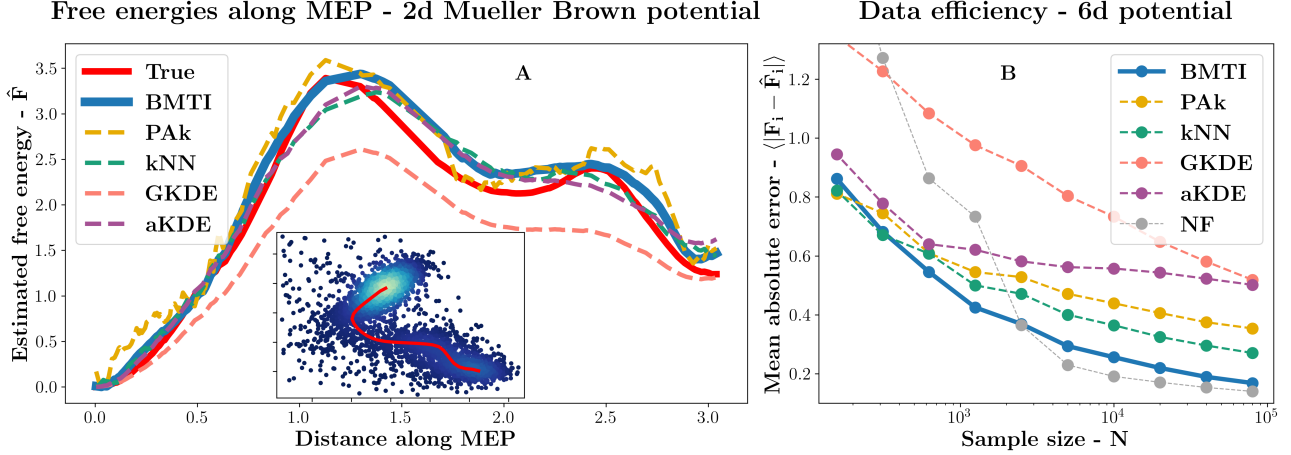 Free energies along MEP - 2d Mueller Brown potential
Estimated free energy - F̂
3.5
3.0
2.5
2.0
1.5
1.0
0.5
0.0
True
BMTI
PAk
kNN
GKDE
aKDE
A
0.0 0.5 1.0 1.5 2.0 2.5 3.0
Distance along MEP
Data efficiency - 6d potential
Mean absolute error - ⟨|Fᵢ − F̂ᵢ|⟩
1.2
1.0
0.8
0.6
0.4
0.2
B
BMTI
PAk
kNN
GKDE
aKDE
NF
10³ 10⁴ 10⁵
Sample size - N